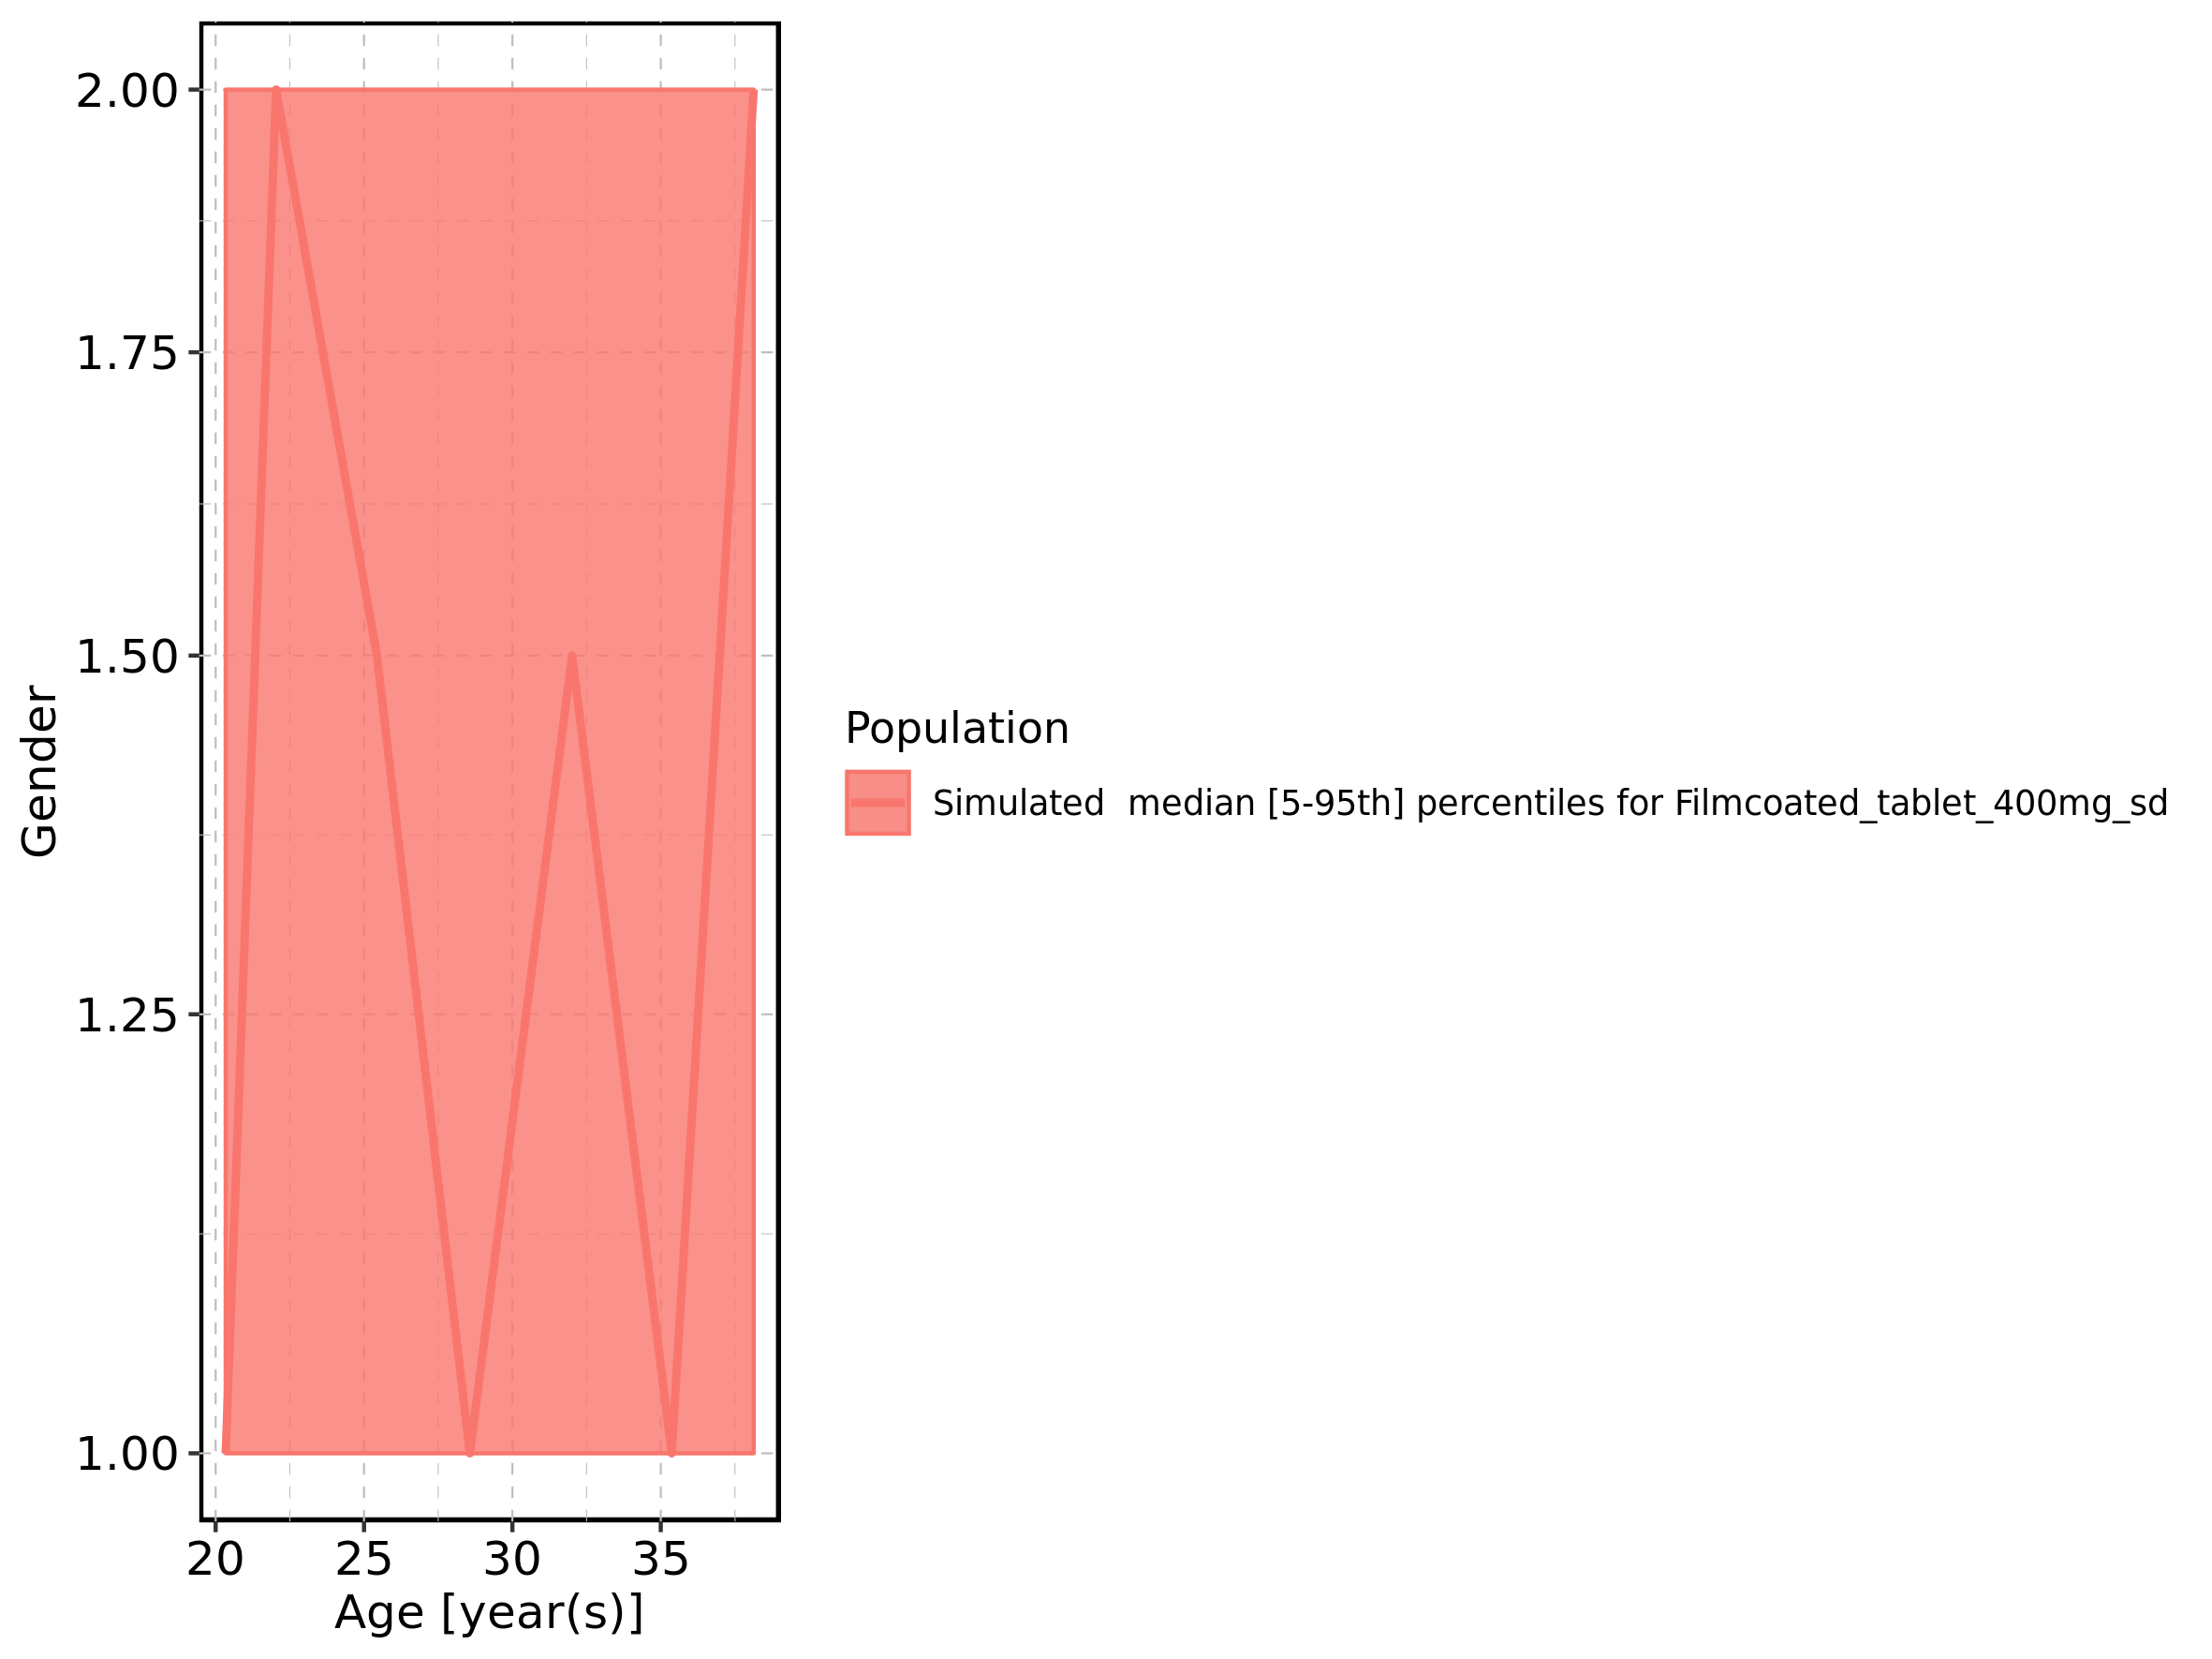 2.00
1.75
1.50
1.25
1.00
Gender
20 25 30 35
Age [year(s)]
Population
Simulated  median [5-95th] percentiles for Filmcoated_tablet_400mg_sd